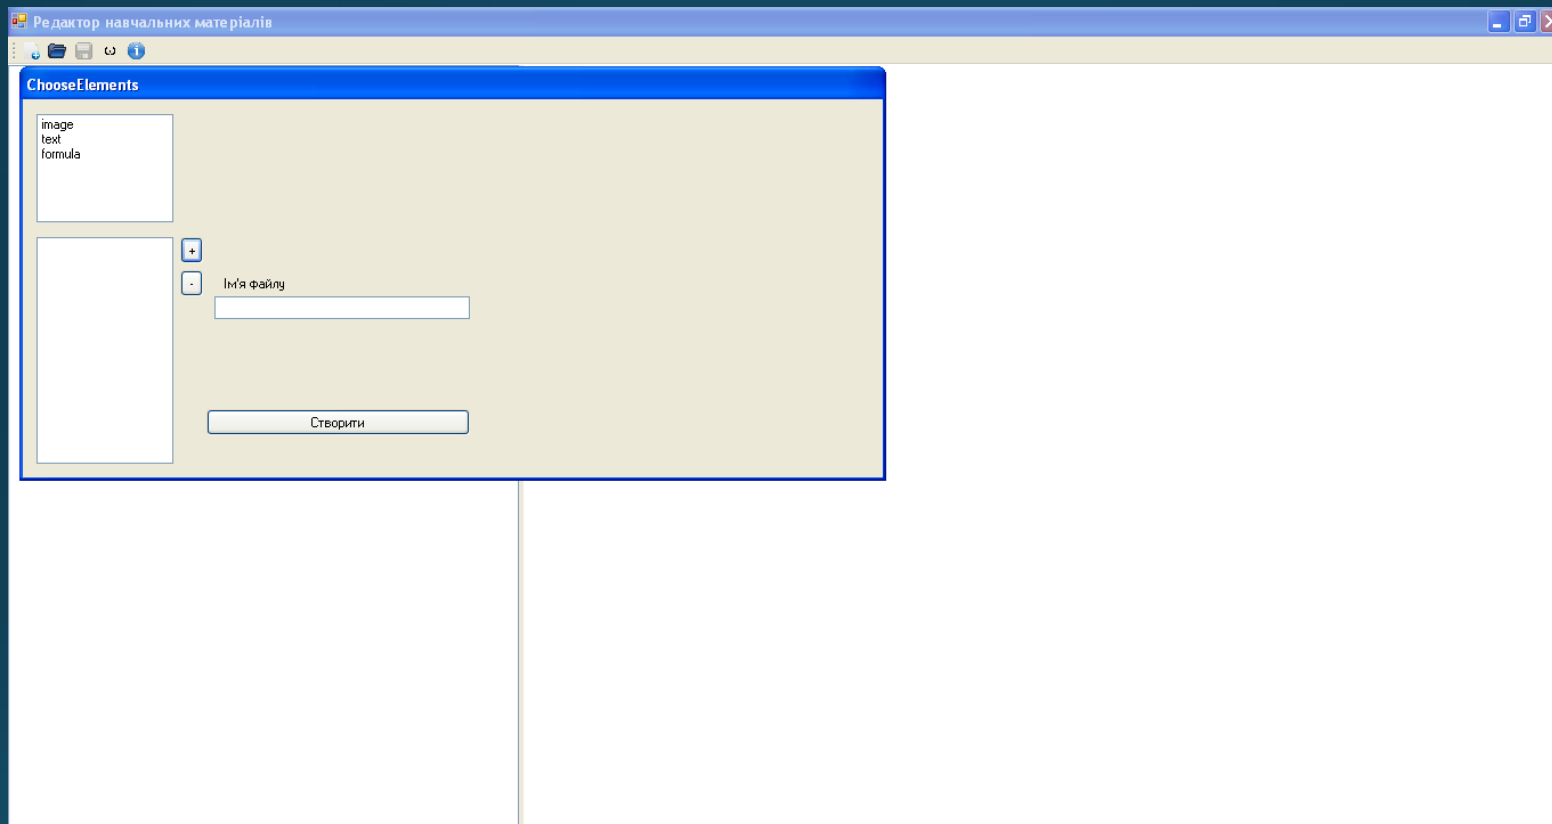 Редактор навчальних матеріалів
ω
ChooseElements
image
text
formula
+
-
Ім'я файлу
Створити